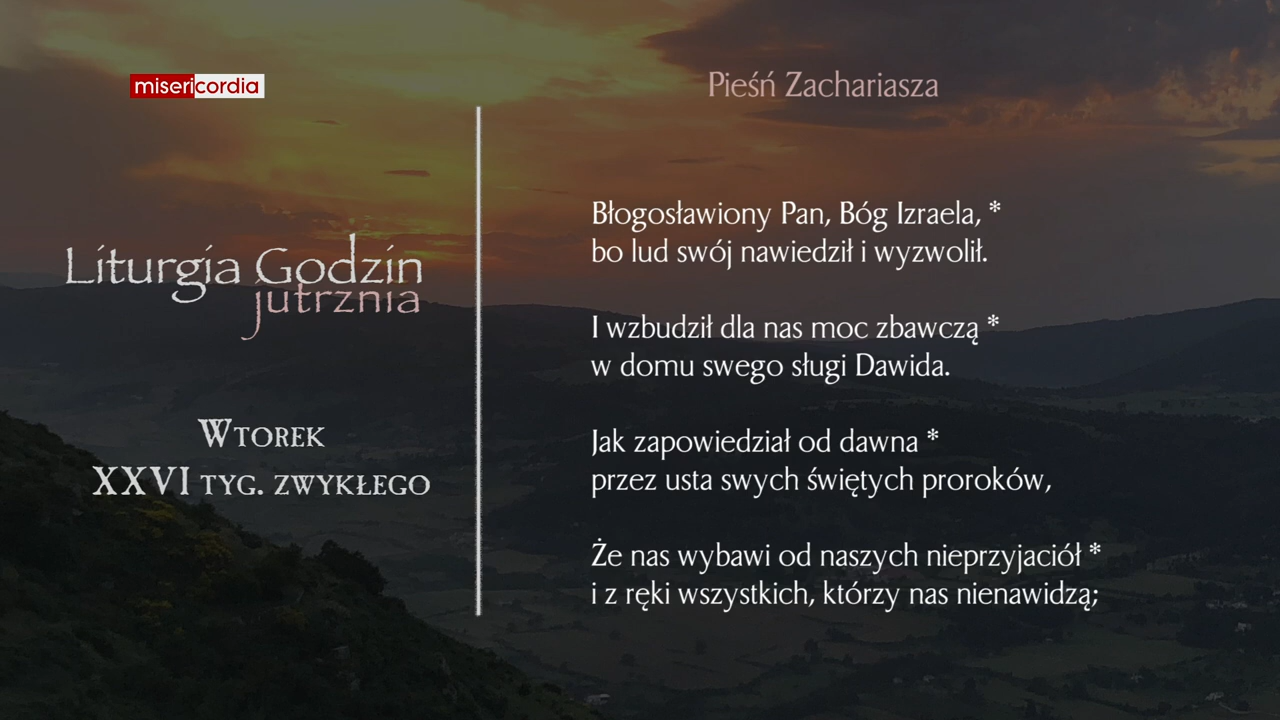 misericordia
Liturgia Godzin
jutrznia
Wtorek
XXVI tyg. zwykłego
Pieśń Zachariasza
Błogosławiony Pan, Bóg Izraela, *
bo lud swój nawiedził i wyzwolił.
I wzbudził dla nas moc zbawczą *
w domu swego sługi Dawida.
Jak zapowiedział od dawna *
przez usta swych świętych proroków,
Że nas wybawi od naszych nieprzyjaciół *
i z ręki wszystkich, którzy nas nienawidzą;